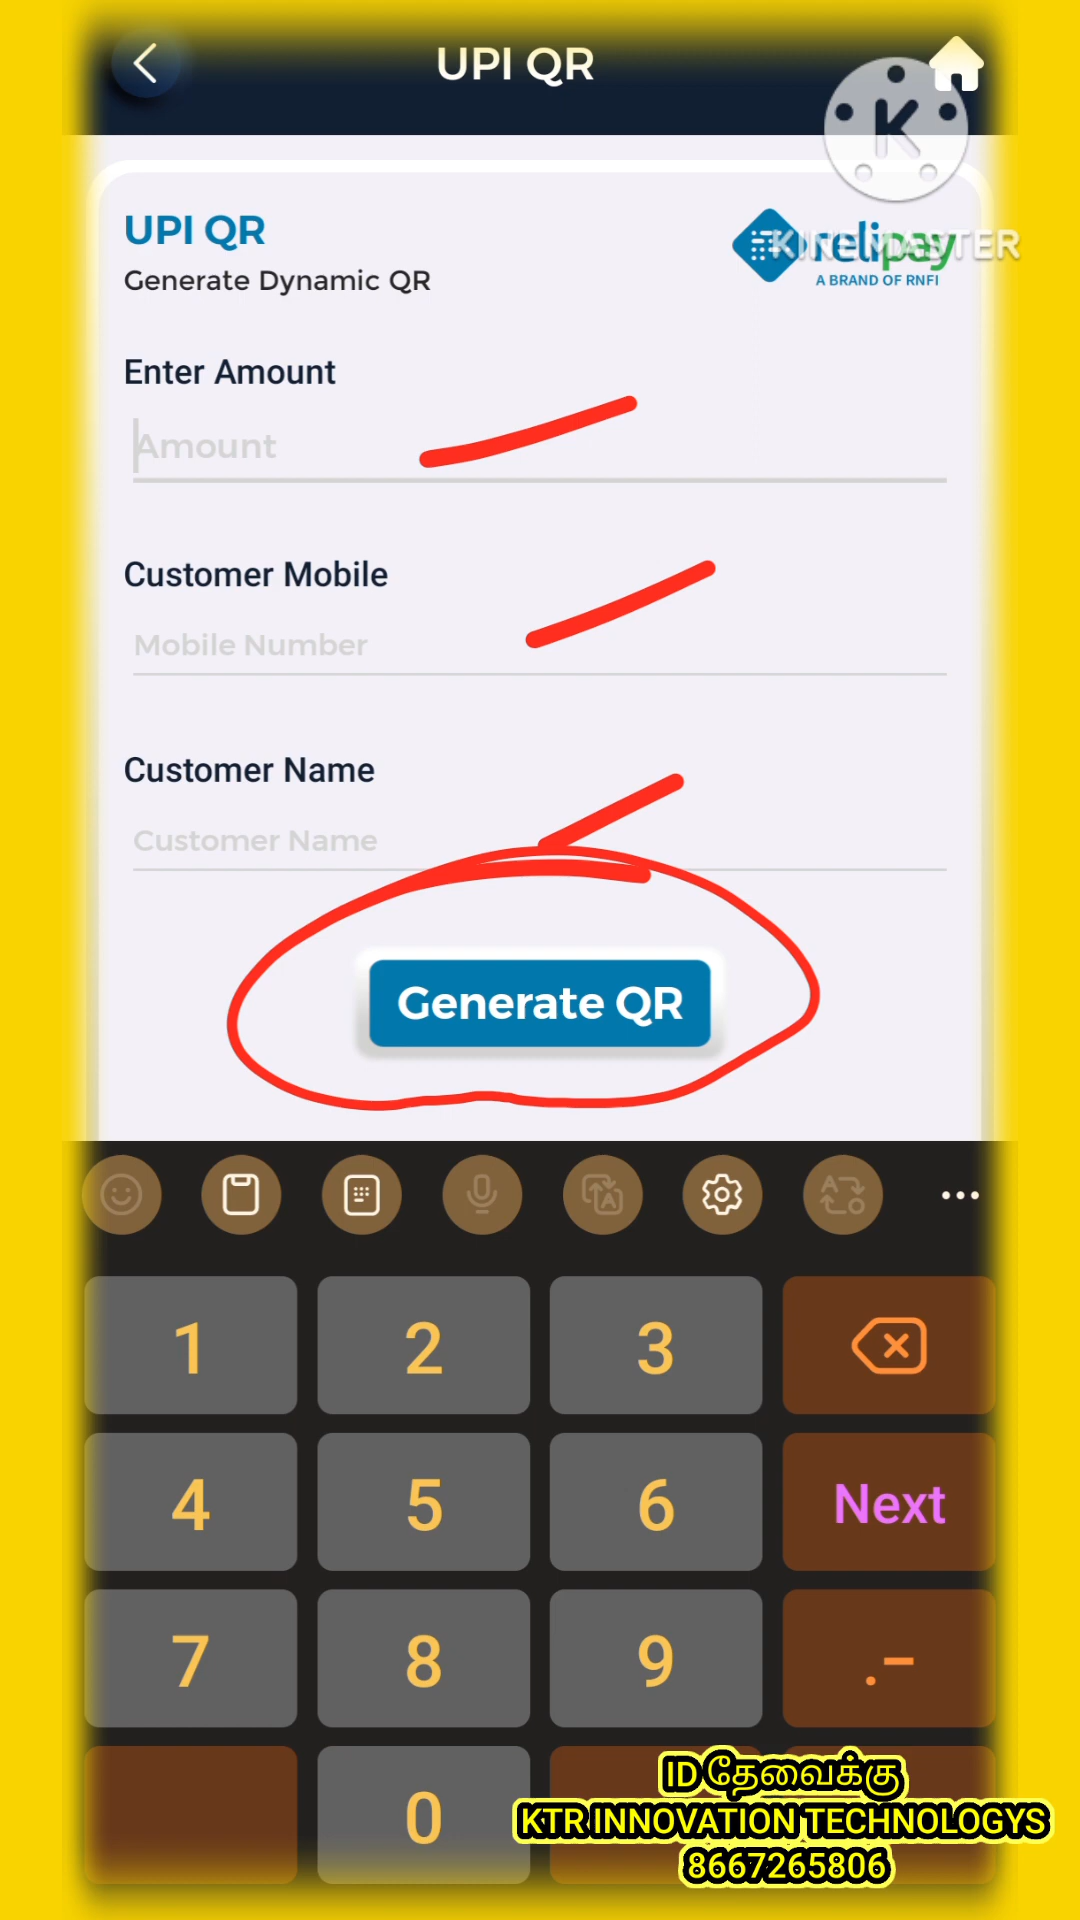 UPI QR
K
KINEMASTER
UPI QR
relipay
Generate Dynamic QR
A BRAND OF RNFI
Enter Amount
Amount
Customer Mobile
Mobile Number
Customer Name
Customer Name
Generate QR
1 2 3
4 5 6 Next
7 8 9 .-
0
ID தேவைக்கு
KTR INNOVATION TECHNOLOGYS
8667265806